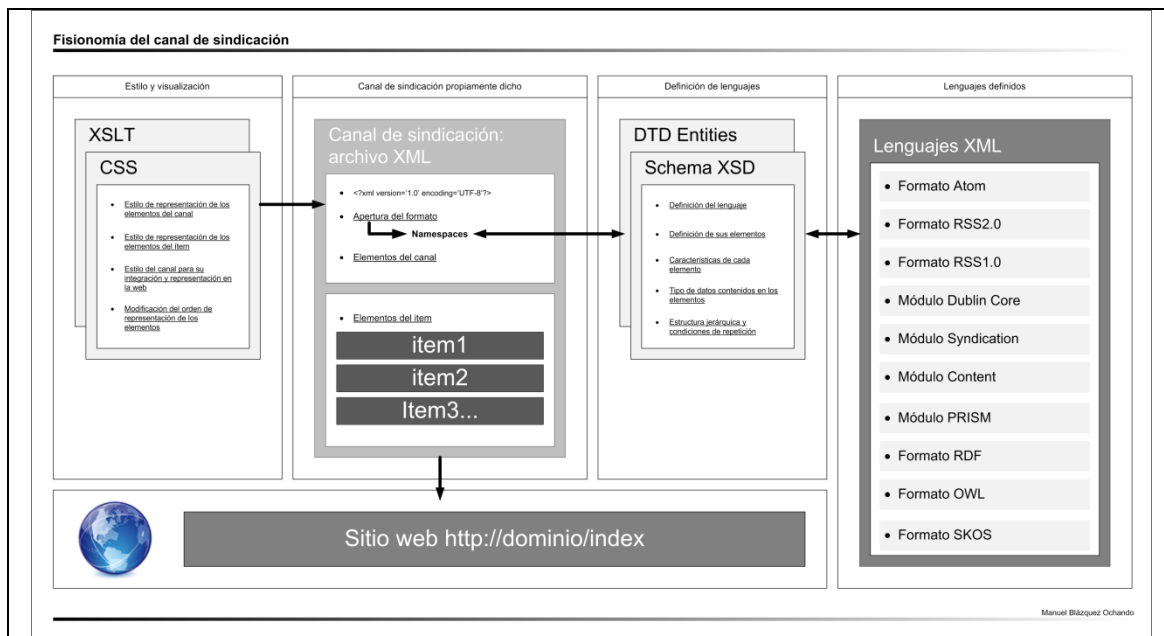 Fisionomía del canal de sindicación
Estilo y visualización
XSLT
CSS
• Estilo de representación de los
elementos del canal
• Estilo de representación de los
elementos del ítem
• Estilo del canal para su
integración y representación en
la web
• Modificación del orden de
representación de los
elementos
Canal de sindicación propiamente dicho
Canal de sindicación:
archivo XML
• <?xml version='1.0' encoding='UTF-8'?>
• Apertura del formato
Namespaces
• Elementos del canal
• Elementos del item
item1
item2
Item3...
Definición de lenguajes
DTD Entities
Schema XSD
• Definición del lenguaje
• Definición de sus elementos
• Características de cada
elemento
• Tipo de datos contenidos en los
elementos
• Estructura jerárquica y
condiciones de repetición
Lenguajes definidos
Lenguajes XML
• Formato Atom
• Formato RSS2.0
• Formato RSS1.0
• Módulo Dublin Core
• Módulo Syndication
• Módulo Content
• Módulo PRISM
• Formato RDF
• Formato OWL
• Formato SKOS
Sitio web http://dominio/index
Manuel Blázquez Ochando